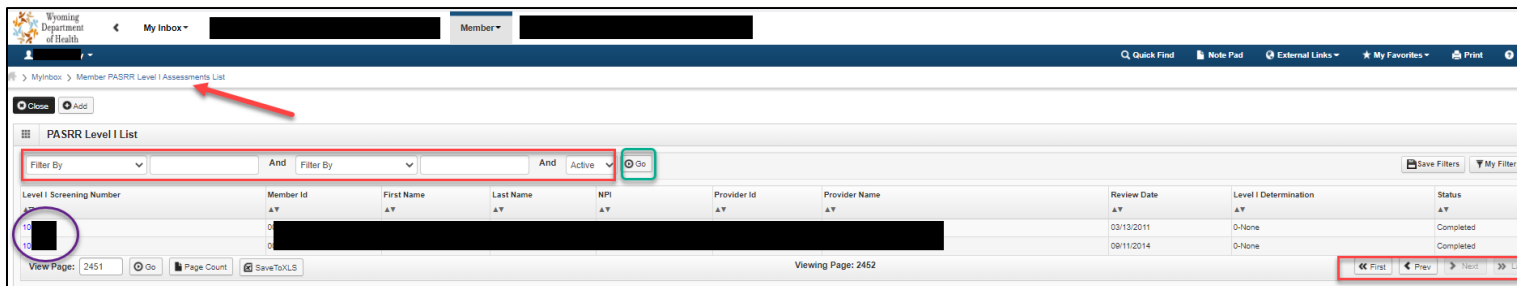 Wyoming
Department
of Health
My Inbox
Member
Quick Find
Note Pad
External Links
My Favorites
Print
> MyInbox > Member PASRR Level I Assessments List
Close
Add
PASRR Level I List
Filter By And Filter By And Active Go
Save Filters
My Filter
Level I Screening Number Member Id First Name Last Name NPI Provider Id Provider Name Review Date Level I Determination Status
10 0 03/13/2011 0-None Completed
10 0 09/11/2014 0-None Completed
View Page: 2451 Go Page Count SaveToXLS Viewing Page: 2452 First Prev Next